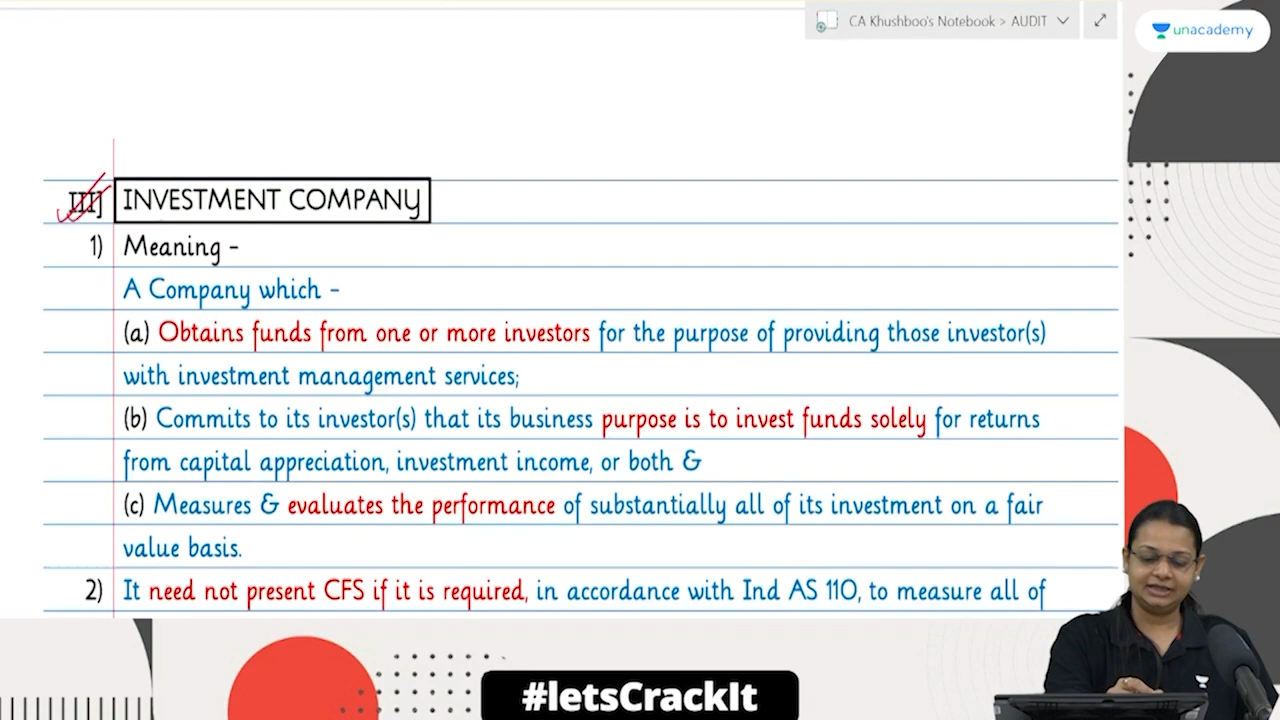 CA Khushboo's Notebook > AUDIT
unacademy
III] INVESTMENT COMPANY
1) Meaning -
A Company which -
(a) Obtains funds from one or more investors for the purpose of providing those investor(s)
with investment management services;
(b) Commits to its investor(s) that its business purpose is to invest funds solely for returns
from capital appreciation, investment income, or both &
(c) Measures & evaluates the performance of substantially all of its investment on a fair
value basis.
2) It need not present CFS if it is required, in accordance with Ind AS 110, to measure all of
#letsCrackIt